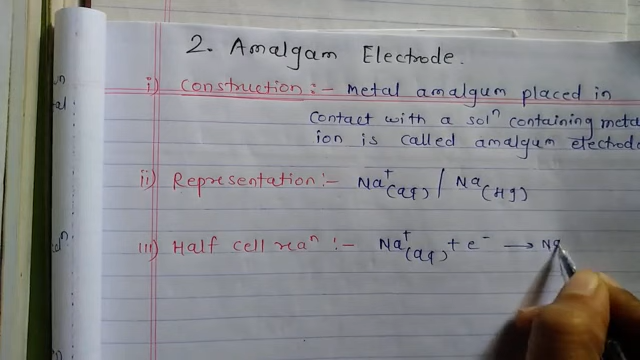 2. Amalgam Electrode.
i) Construction :- Metal amalgum placed in
contact with a solⁿ containing meta
ion is called amalgum electrode
ii) Representation :- Na⁺(aq) / Na(Hg)
iii) Half cell reaⁿ :- Na⁺(aq) + e⁻ → Na